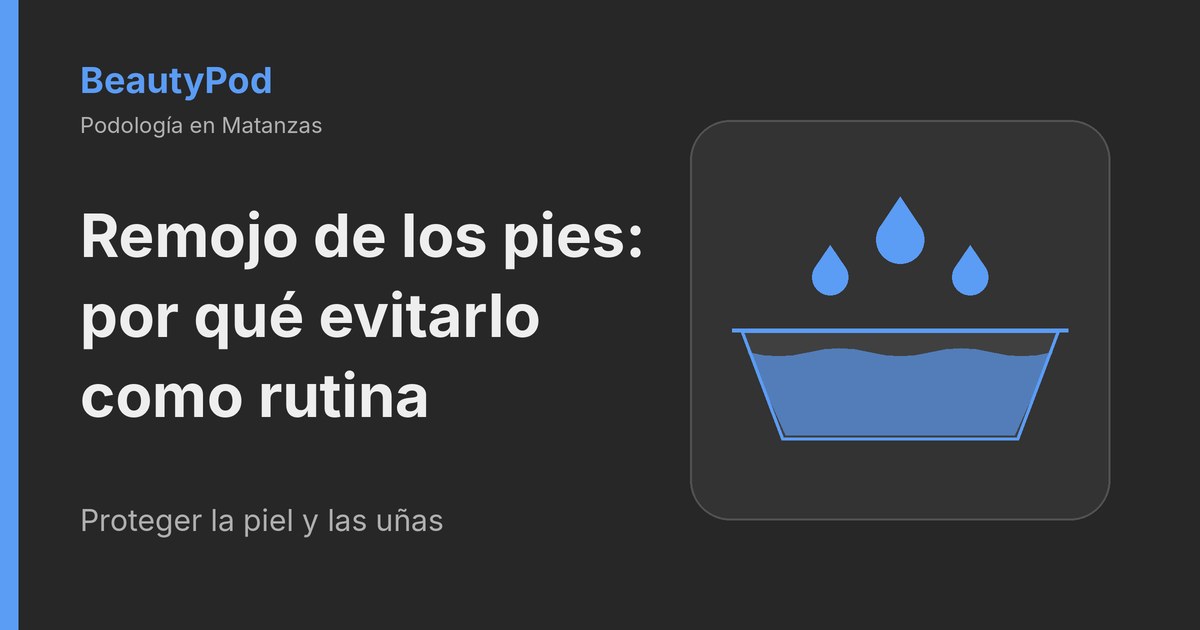 BeautyPod
Podología en Matanzas
Remojo de los pies:
por qué evitarlo
como rutina
Proteger la piel y las uñas